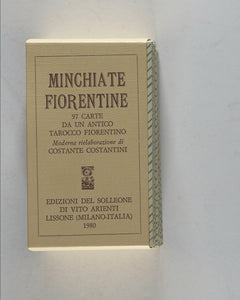 MINCHIATE
FIORENTINE
97 CARTE
DA UN ANTICO
TAROCCO FIORENTINO
Moderna rielaborazione di
COSTANTE COSTANTINI
EDIZIONI DEL SOLLEONE
DI VITO ARIENTI
LISSONE (MILANO-ITALIA)
1980